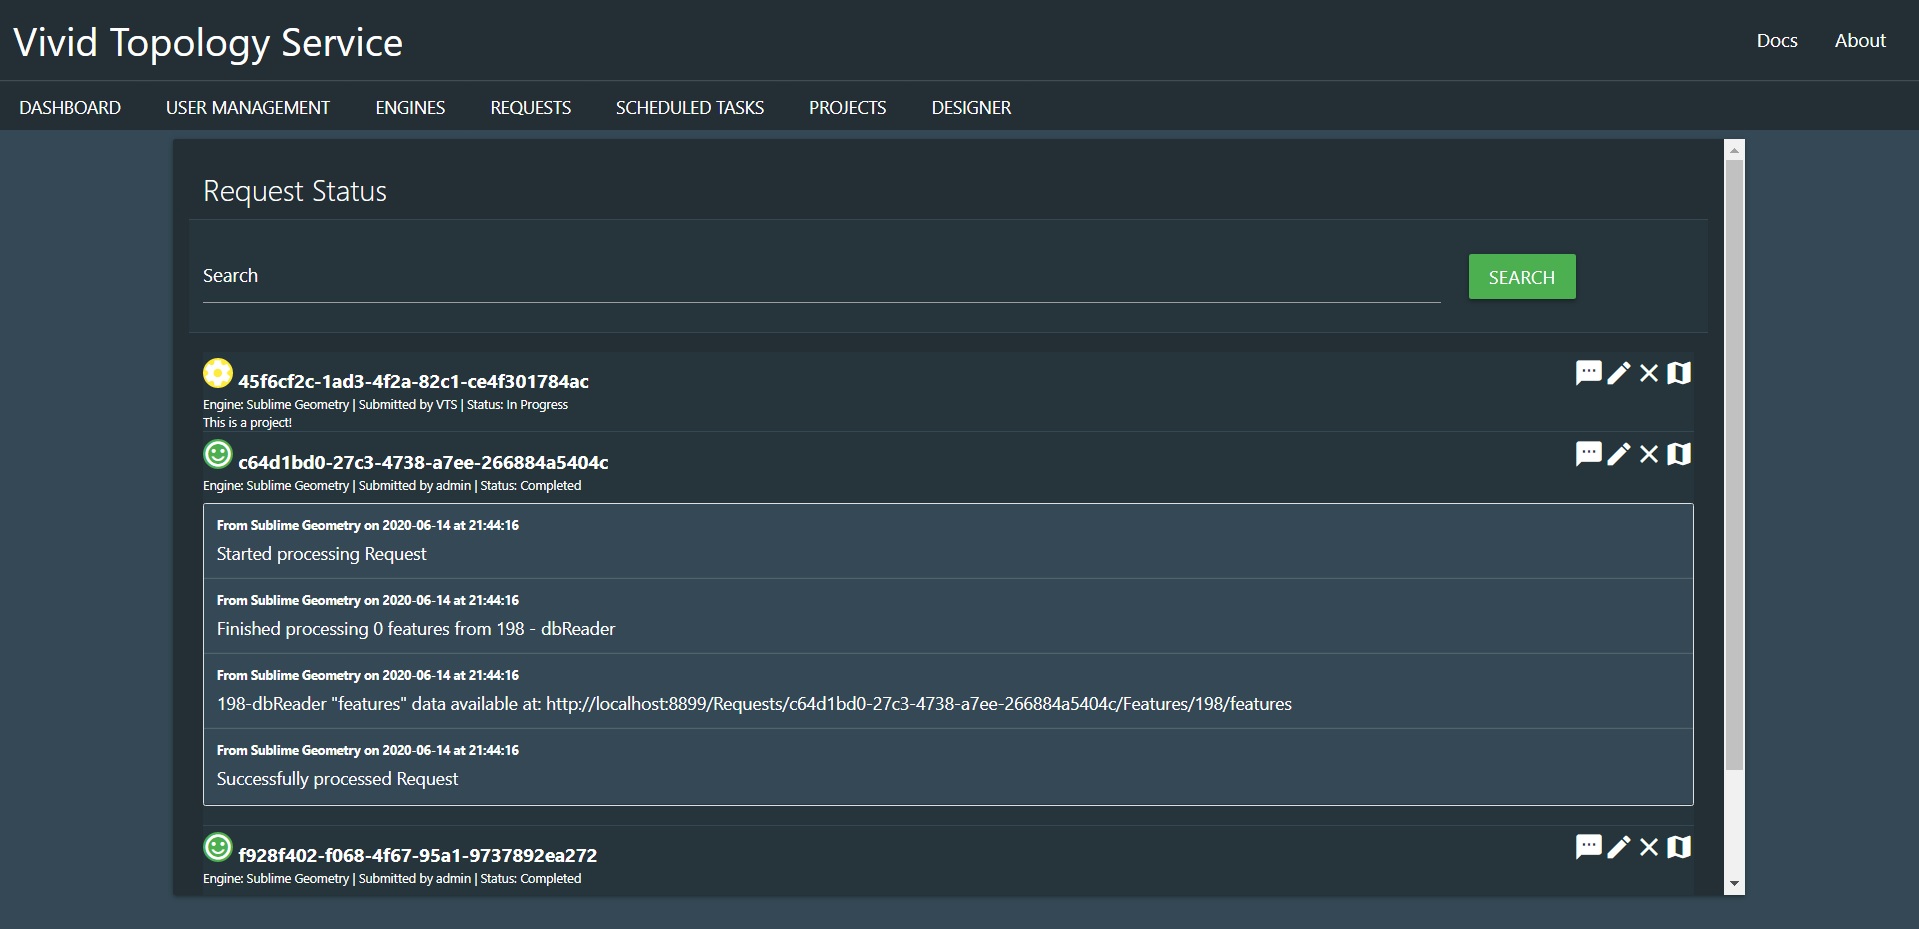 Vivid Topology Service
Docs About
DASHBOARD USER MANAGEMENT ENGINES REQUESTS SCHEDULED TASKS PROJECTS DESIGNER
Request Status
Search
SEARCH
45f6cf2c-1ad3-4f2a-82c1-ce4f301784ac
Engine: Sublime Geometry | Submitted by VTS | Status: In Progress
This is a project!
c64d1bd0-27c3-4738-a7ee-266884a5404c
Engine: Sublime Geometry | Submitted by admin | Status: Completed
From Sublime Geometry on 2020-06-14 at 21:44:16
Started processing Request
From Sublime Geometry on 2020-06-14 at 21:44:16
Finished processing 0 features from 198 - dbReader
From Sublime Geometry on 2020-06-14 at 21:44:16
198-dbReader "features" data available at: http://localhost:8899/Requests/c64d1bd0-27c3-4738-a7ee-266884a5404c/Features/198/features
From Sublime Geometry on 2020-06-14 at 21:44:16
Successfully processed Request
f928f402-f068-4f67-95a1-9737892ea272
Engine: Sublime Geometry | Submitted by admin | Status: Completed